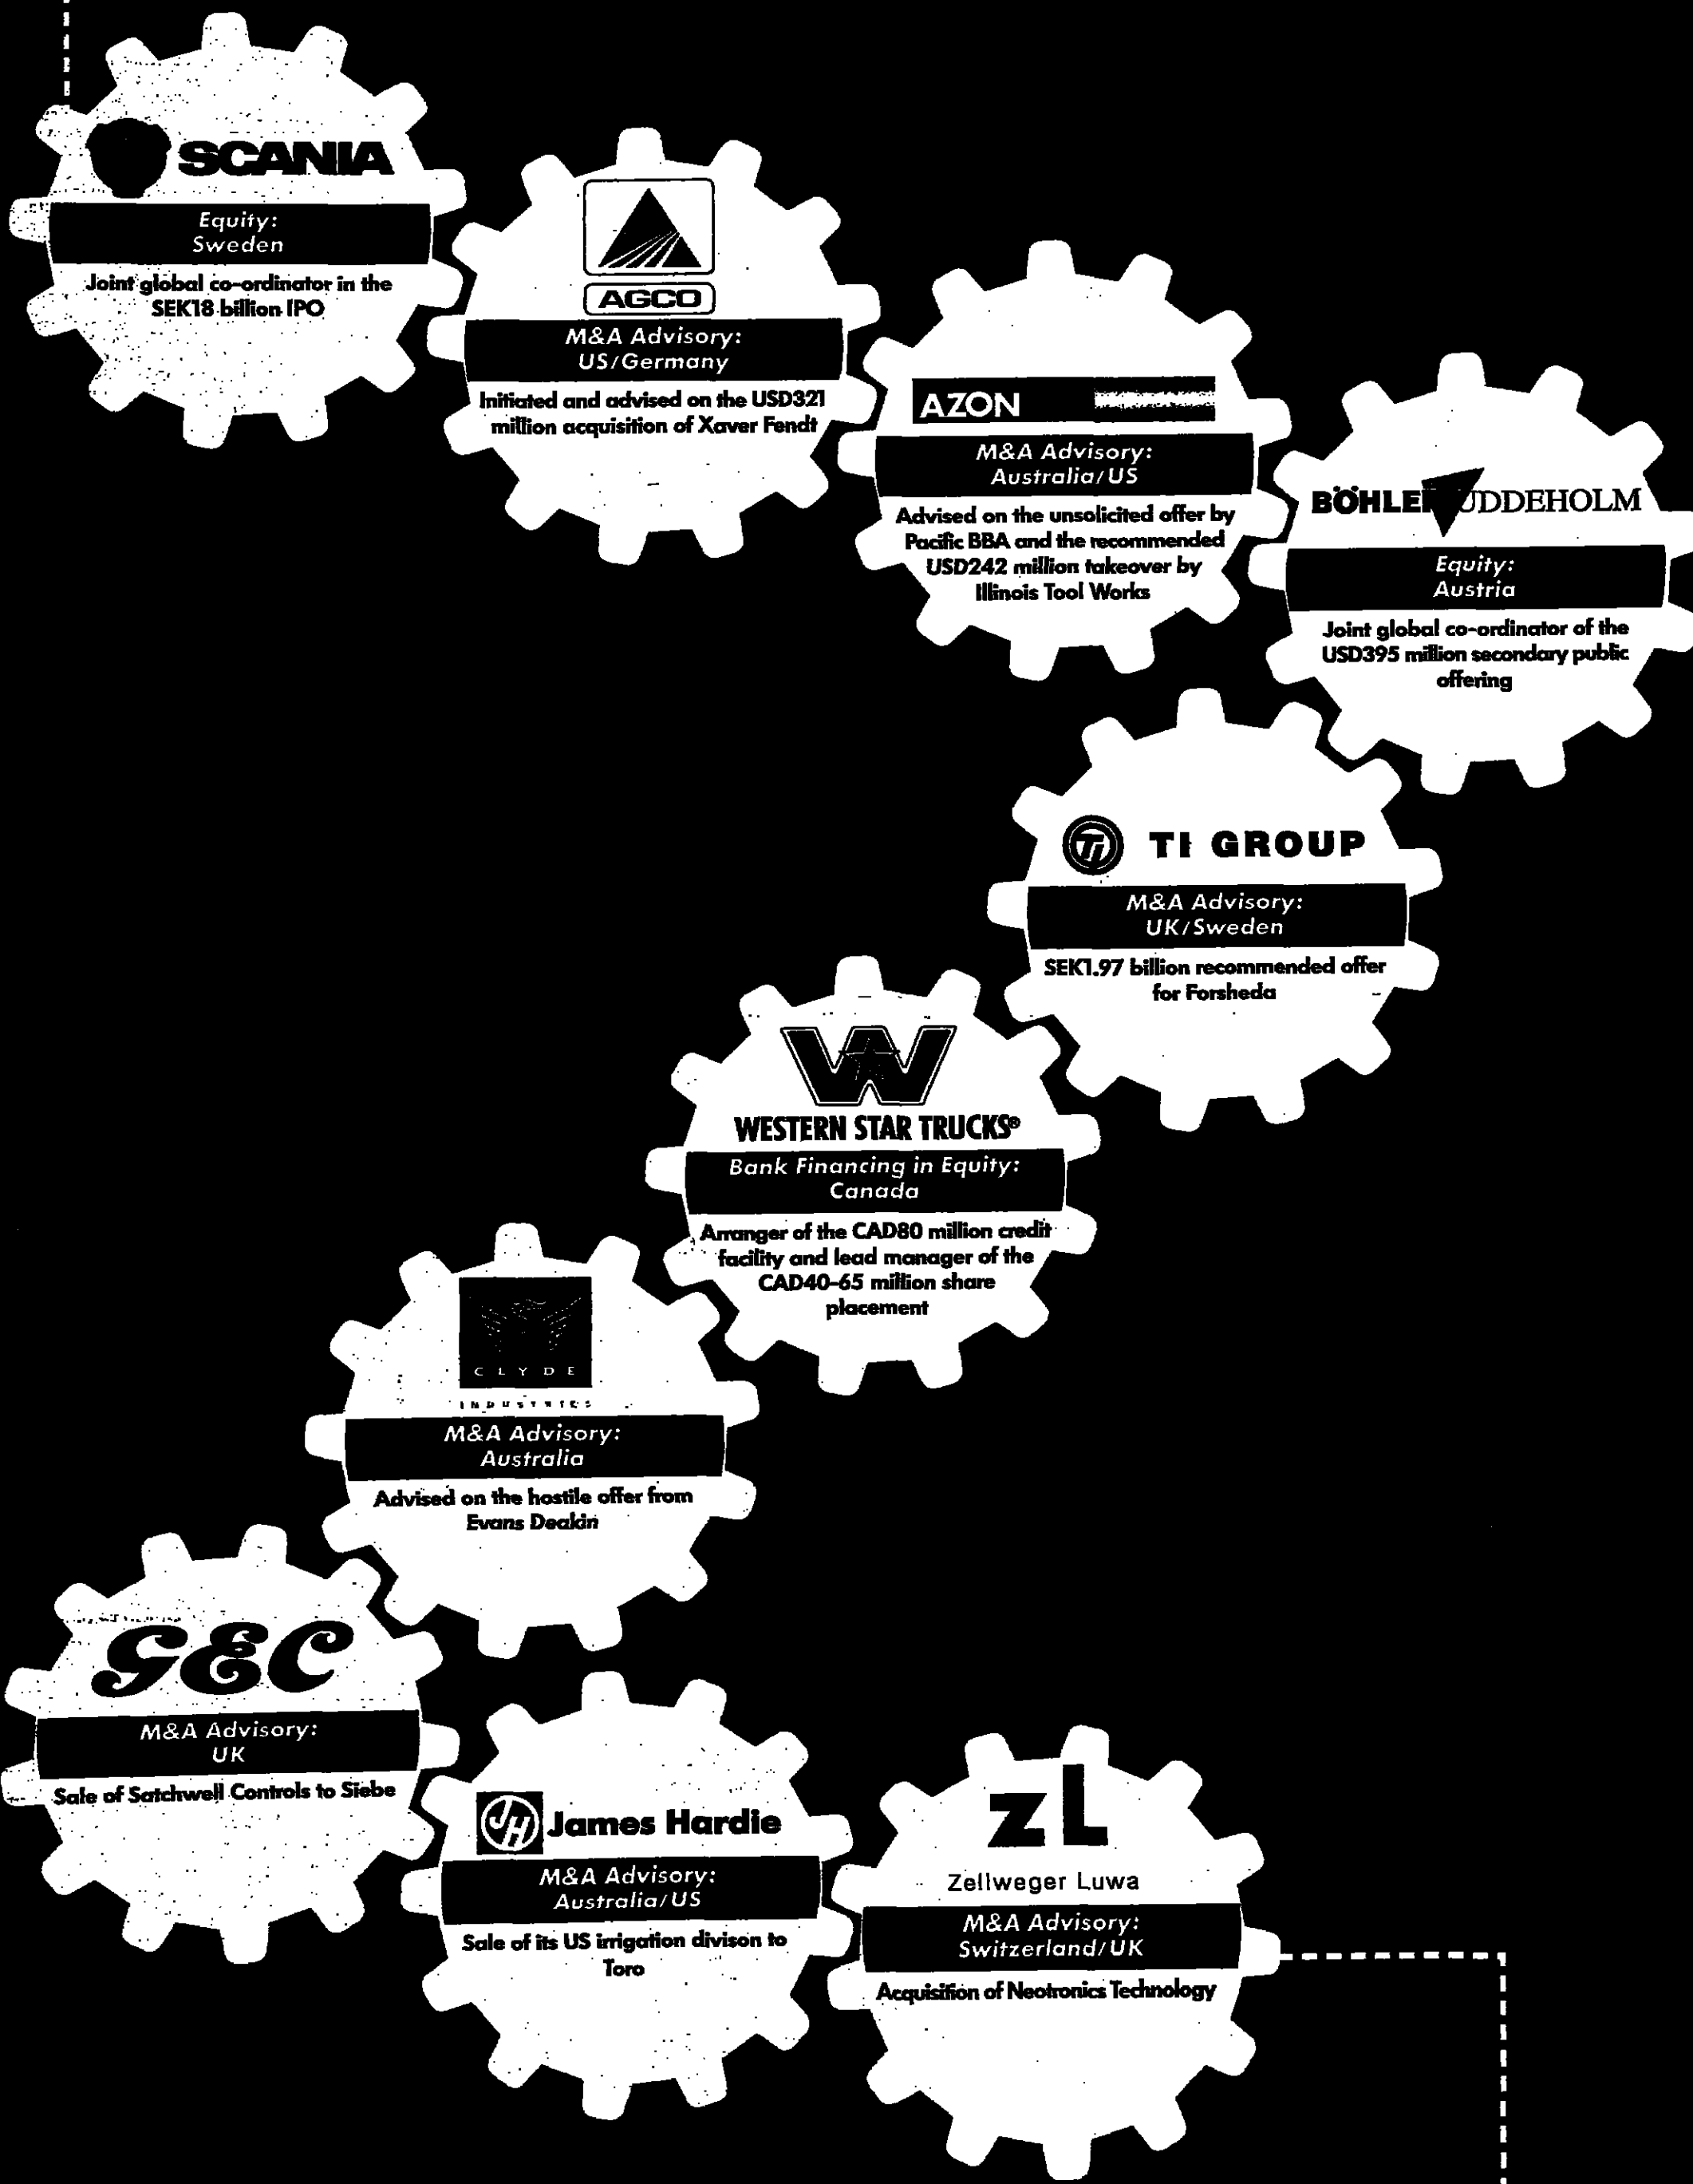 SCANIA
Equity:
Sweden
Joint global co-ordinator in the
SEK18 billion IPO
AGCO
M&A Advisory:
US/Germany
Initiated and advised on the USD321
million acquisition of Xaver Fendt
AZON
M&A Advisory:
Australia/US
Advised on the unsolicited offer by
Pacific BBA and the recommended
USD242 million takeover by
Illinois Tool Works
BÖHLER UDDEHOLM
Equity:
Austria
Joint global co-ordinator of the
USD395 million secondary public
offering
TI TI GROUP
M&A Advisory:
UK/Sweden
SEK1.97 billion recommended offer
for Forsheda
WESTERN STAR TRUCKS®
Bank Financing in Equity:
Canada
Arranger of the CAD80 million credit
facility and lead manager of the
CAD40-65 million share
placement
CLYDE
INDUSTRIES
M&A Advisory:
Australia
Advised on the hostile offer from
Evans Deakin
GEC
M&A Advisory:
UK
Sale of Satchwell Controls to Siebe
JH James Hardie
M&A Advisory:
Australia/US
Sale of its US irrigation divison to
Toro
ZL
Zellweger Luwa
M&A Advisory:
Switzerland/UK
Acquisition of Neotronics Technology